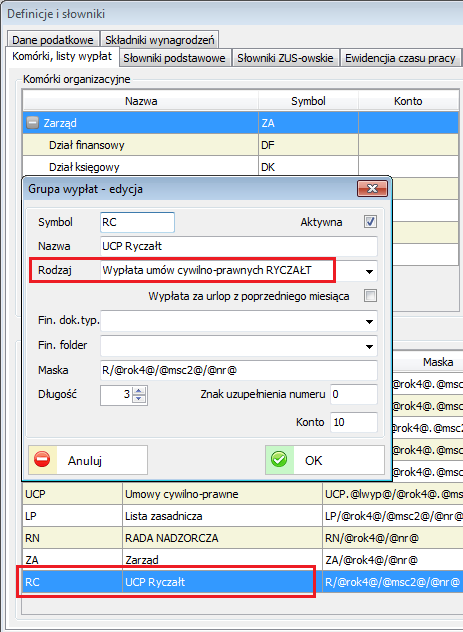 Definicje i słowniki
Dane podatkowe Składniki wynagrodzeń
Komórki, listy wypłat Słowniki podstawowe Słowniki ZUS-owskie Ewidencjia czasu pracy
Komórki organizacyjne
Nazwa Symbol Konto
Zarząd ZA
Dział finansowy DF
Dział księgowy DK
Grupa wypłat - edycja
Symbol RC Aktywna
Nazwa UCP Ryczałt
Rodzaj Wypłata umów cywilno-prawnych RYCZAŁT
Wypłata za urlop z poprzedniego miesiąca
Fin. dok.typ.
Fin. folder
Maska R/@rok4@/@msc2@/@nr@
Długość 3 Znak uzupełnienia numeru 0
Konto 10
Anuluj OK
Maska
@rok4@.@msc
@rok4@.@msc
@rok4@.@msc
@rok4@.@msc
UCP Umowy cywilno-prawne UCP.@lwyp@/@rok4@.@
LP Lista zasadnicza LP/@rok4@/@msc2@/@nr@
RN RADA NADZORCZA RN/@rok4@/@nr@
ZA Zarząd ZA/@rok4@/@nr@
RC UCP Ryczałt R/@rok4@/@msc2@/@nr@